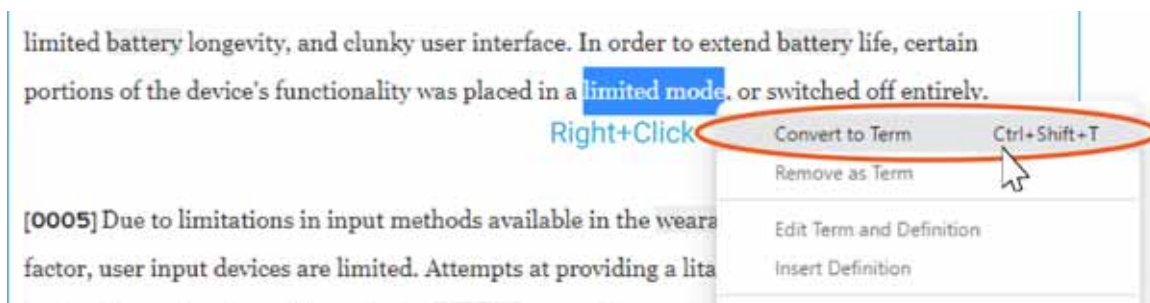 limited battery longevity, and clunky user interface. In order to extend battery life, certain
portions of the device's functionality was placed in a limited mode, or switched off entirely.
Right+Click
Convert to Term Ctrl+Shift+T
Remove as Term
[0005] Due to limitations in input methods available in the
Edit Term and Definition
factor, user input devices are limited. Attempts at providing a
Insert Definition